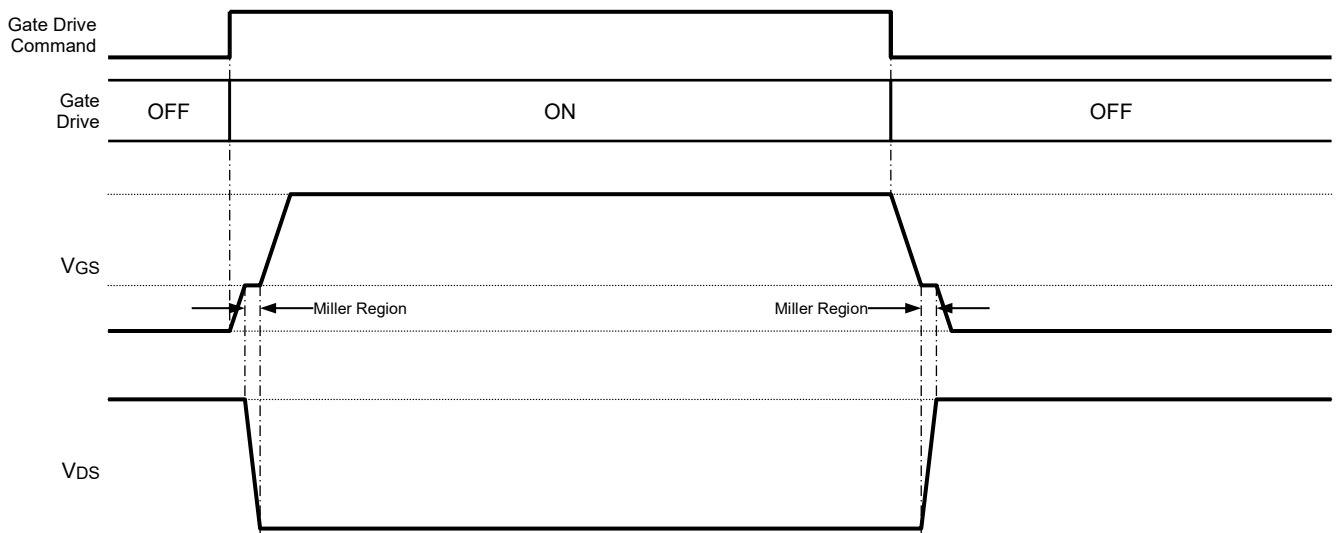 Gate Drive
Command
Gate
Drive
OFF
ON
OFF
VGS
Miller Region
Miller Region
VDS